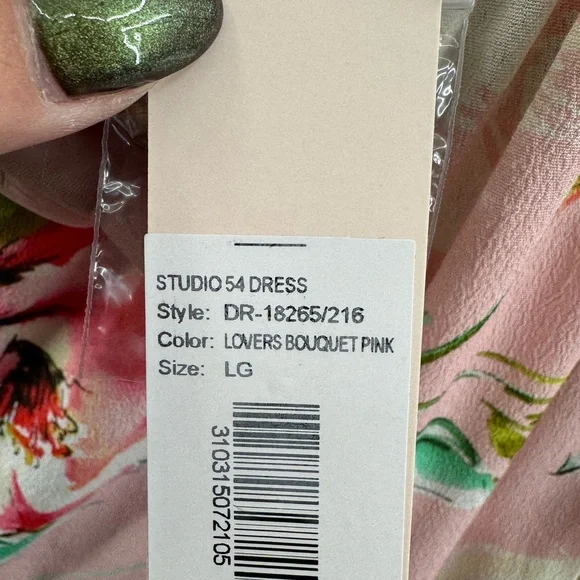 STUDIO 54 DRESS
Style: DR-18265/216
Color: LOVERS BOUQUET PINK
Size: LG
310315072105